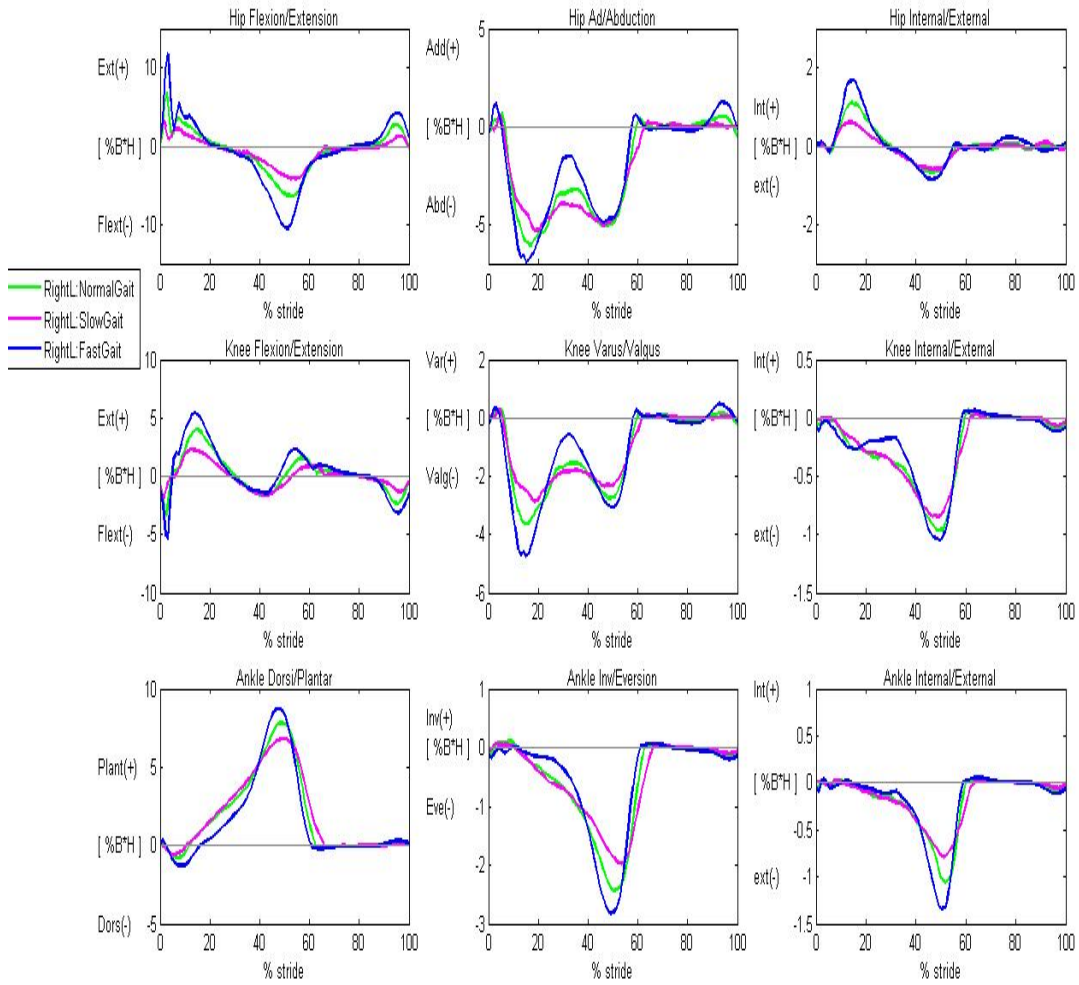 Hip Flexion/Extension
Ext(+)
[ %B*H ]
Flext(-)
10
0
-10
0 20 40 60 80 100
% stride
Hip Ad/Abduction
Add(+)
[ %B*H ]
Abd(-)
5
0
-5
0 20 40 60 80 100
% stride
Hip Internal/External
Int(+)
[ %B*H ]
ext(-)
2
0
-2
0 20 40 60 80 100
% stride
RightL:NormalGait
RightL:SlowGait
RightL:FastGait
Knee Flexion/Extension
Ext(+)
[ %B*H ]
Flext(-)
10
5
0
-5
-10
0 20 40 60 80 100
% stride
Knee Varus/Valgus
Var(+)
[ %B*H ]
Valg(-)
2
0
-2
-4
-6
0 20 40 60 80 100
% stride
Knee Internal/External
Int(+)
[ %B*H ]
ext(-)
0.5
0
-0.5
-1
-1.5
0 20 40 60 80 100
% stride
Ankle Dorsi/Plantar
Plant(+)
[ %B*H ]
Dors(-)
10
5
0
-5
0 20 40 60 80 100
% stride
Ankle Inv/Eversion
Inv(+)
[ %B*H ]
Eve(-)
1
0
-1
-2
-3
0 20 40 60 80 100
% stride
Ankle Internal/External
Int(+)
[ %B*H ]
ext(-)
1
0.5
0
-0.5
-1
-1.5
0 20 40 60 80 100
% stride